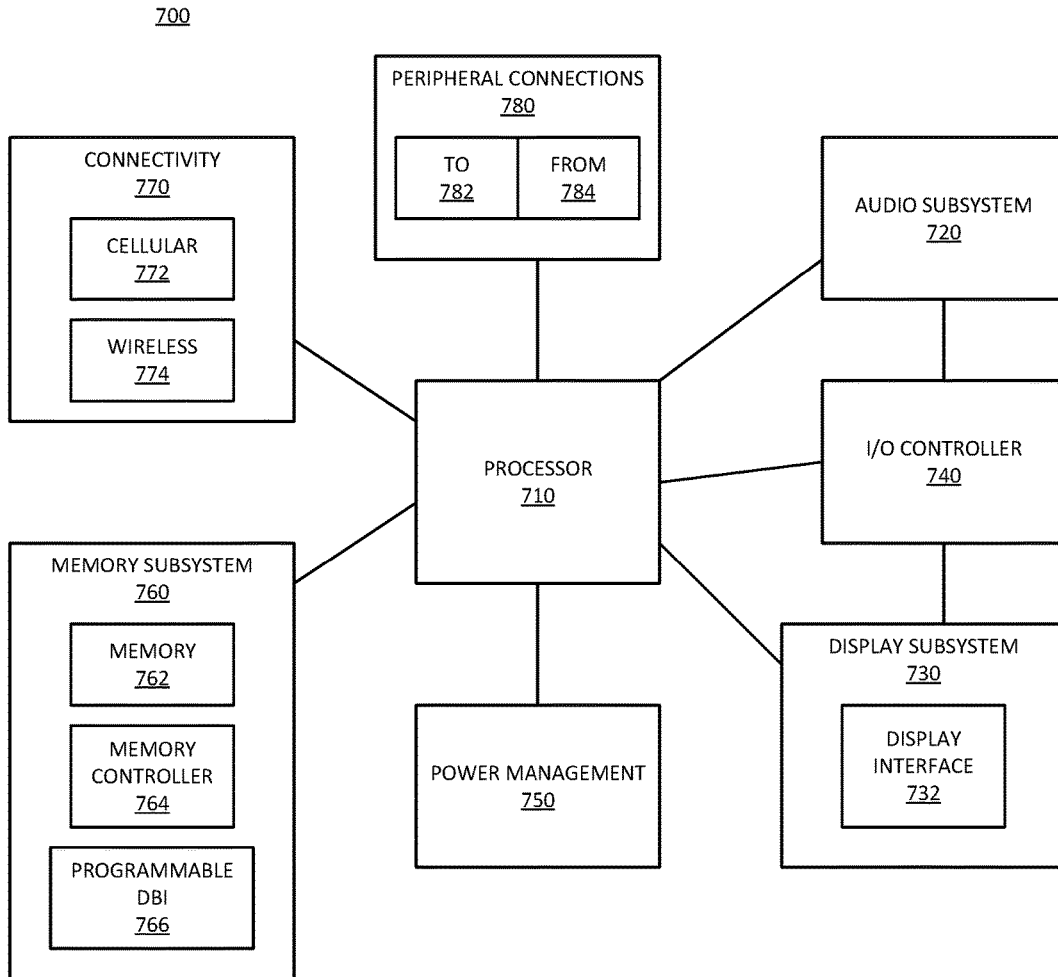 700
PERIPHERAL CONNECTIONS
780
TO
782
FROM
784
CONNECTIVITY
770
CELLULAR
772
WIRELESS
774
AUDIO SUBSYSTEM
720
PROCESSOR
710
I/O CONTROLLER
740
MEMORY SUBSYSTEM
760
MEMORY
762
MEMORY
CONTROLLER
764
PROGRAMMABLE
DBI
766
POWER MANAGEMENT
750
DISPLAY SUBSYSTEM
730
DISPLAY
INTERFACE
732